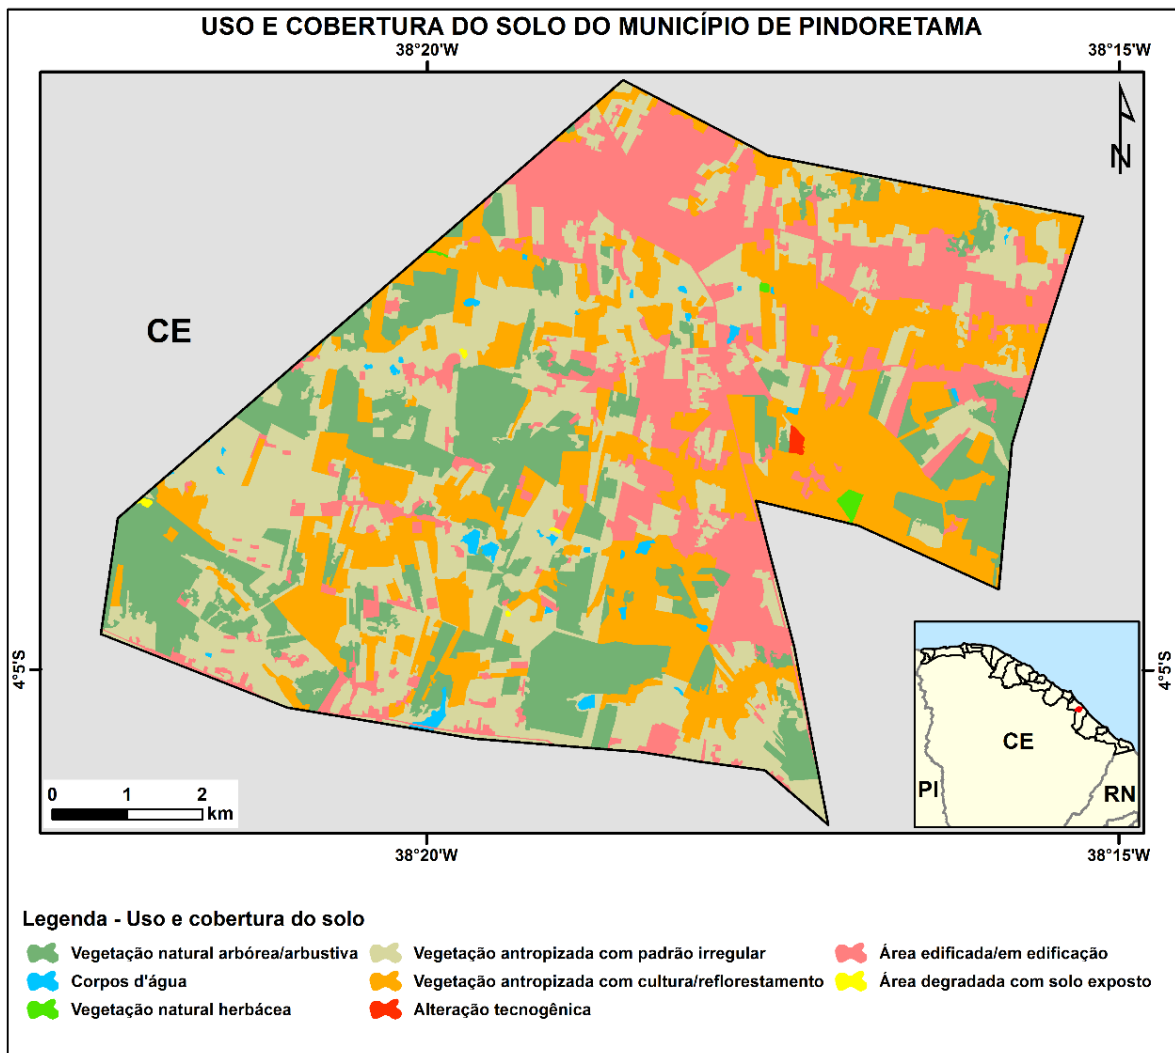 USO E COBERTURA DO SOLO DO MUNICÍPIO DE PINDORETAMA
38°20'W
38°15'W
N
CE
4°5'S
4°5'S
0 1 2
km
CE
PI
RN
38°20'W
38°15'W
Legenda - Uso e cobertura do solo
Vegetação natural arbórea/arbustiva
Vegetação antropizada com padrão irregular
Área edificada/em edificação
Corpos d'água
Vegetação antropizada com cultura/reflorestamento
Área degradada com solo exposto
Vegetação natural herbácea
Alteração tecnogênica